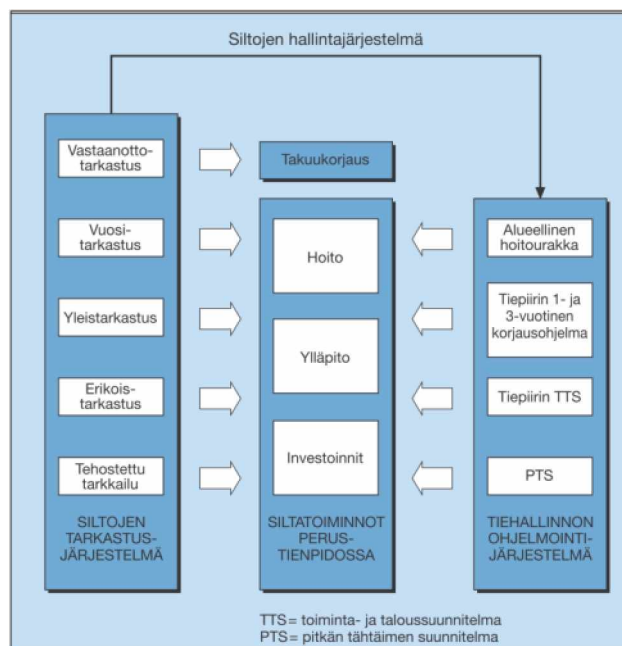 Siltojen hallintajärjestelmä
Vastaanotto-
tarkastus
Vuosi-
tarkastus
Yleistarkastus
Erikois-
tarkastus
Tehostettu
tarkkailu
SILTOJEN
TARKASTUS-
JÄRJESTELMÄ
Takuukorjaus
Hoito
Ylläpito
Investoinnit
SILTATOIMINNOT
PERUS-
TIENPIDOSSA
Alueellinen
hoitourakka
Tiepiirin 1- ja
3-vuotinen
korjausohjelma
Tiepiirin TTS
PTS
TIEHALLINNON
OHJELMOINTI-
JÄRJESTELMÄ
TTS= toiminta- ja taloussuunnitelma
PTS= pitkän tähtäimen suunnitelma